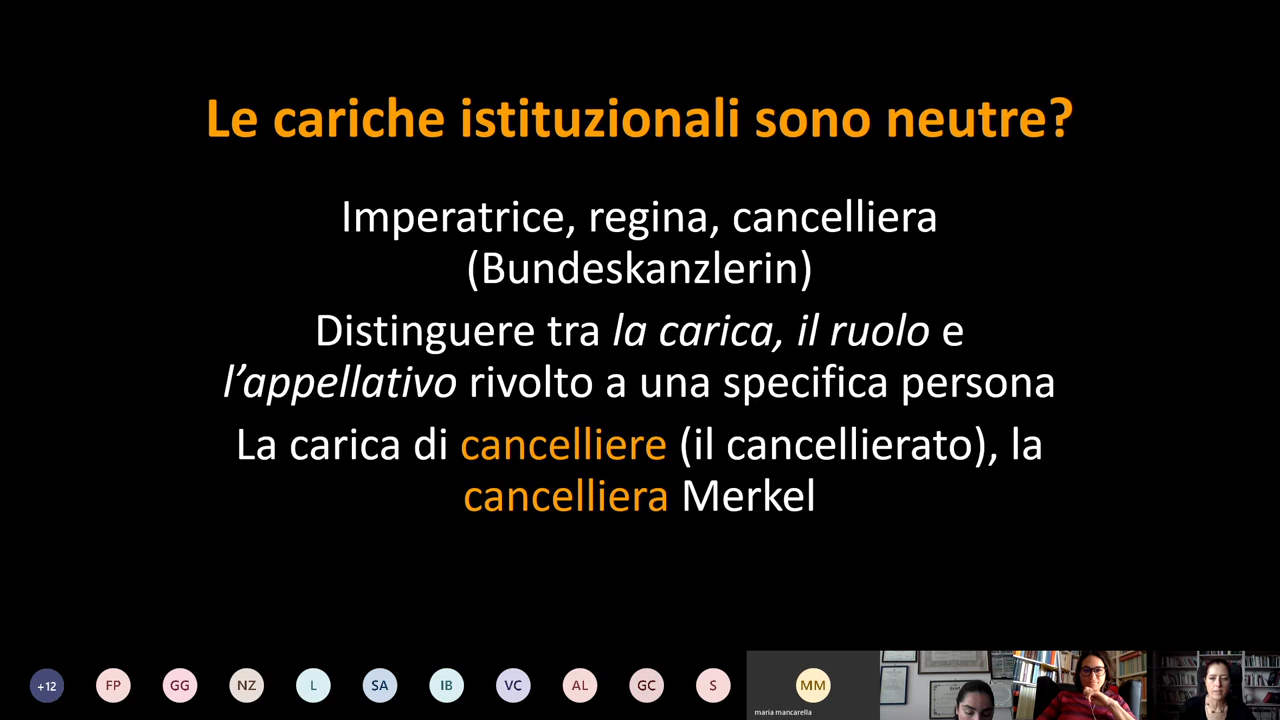 Le cariche istituzionali sono neutre?
Imperatrice, regina, cancelliera
(Bundeskanzlerin)
Distinguere tra la carica, il ruolo e
l’appellativo rivolto a una specifica persona
La carica di cancelliere (il cancellierato), la
cancelliera Merkel
+12 FP GG NZ L SA IB VC AL GC S MM
maria mancarella